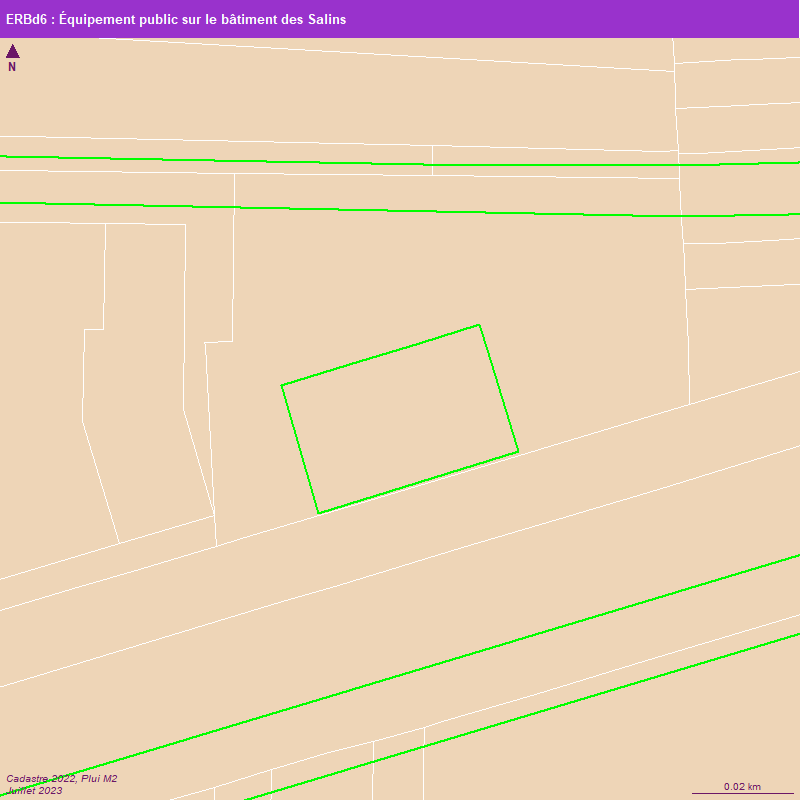 ERBd6 : Équipement public sur le bâtiment des Salins
N
Cadastre 2022, Plui M2
Juillet 2023
0.02 km